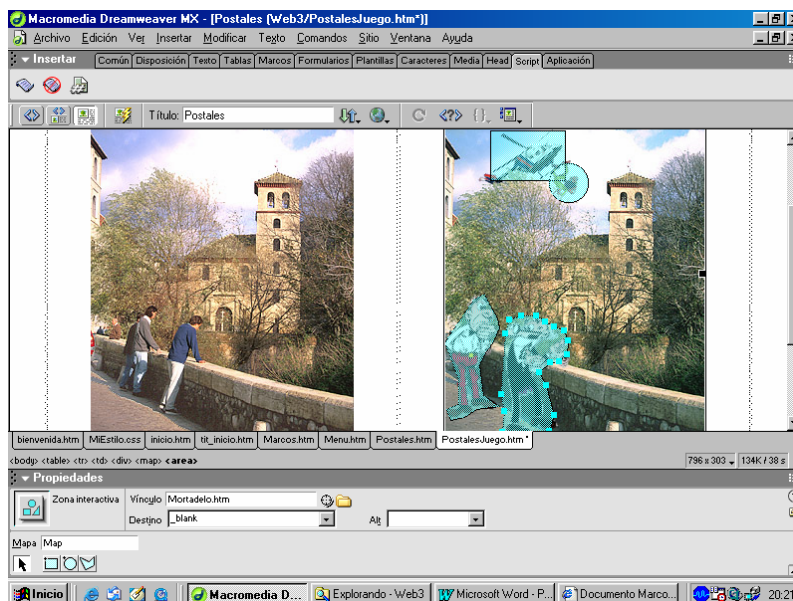 Macromedia Dreamweaver MX - [Postales (Web3/PostalesJuego.htm*)]
Archivo Edición Ver Insertar Modificar Texto Comandos Sitio Ventana Ayuda
Insertar Común Disposición Texto Tablas Marcos Formularios Plantillas Caracteres Media Head Script Aplicación
Título: Postales
bienvenida.htm MiEstilo.css inicio.htm tit_inicio.htm Marcos.htm Menu.htm Postales.htm PostalesJuego.htm*
<body> <table> <tr> <td> <div> <map> <area> 796 x 303 134K / 38 s
Propiedades
Zona interactiva Vínculo Mortadelo.htm
Destino _blank Alt
Mapa Map
Inicio Macromedia D... Explorando - Web3 Microsoft Word - P... Documento Marco... 20:21